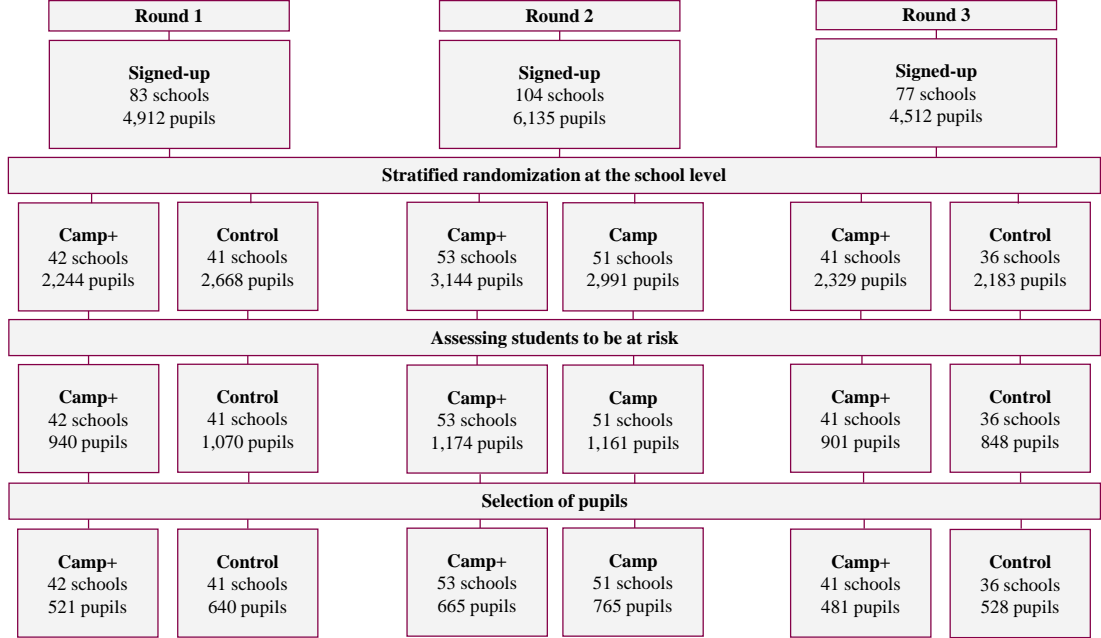 Round 1
Round 2
Round 3
Signed-up
83 schools
4,912 pupils
Signed-up
104 schools
6,135 pupils
Signed-up
77 schools
4,512 pupils
Stratified randomization at the school level
Camp+
42 schools
2,244 pupils
Control
41 schools
2,668 pupils
Camp+
53 schools
3,144 pupils
Camp
51 schools
2,991 pupils
Camp+
41 schools
2,329 pupils
Control
36 schools
2,183 pupils
Assessing students to be at risk
Camp+
42 schools
940 pupils
Control
41 schools
1,070 pupils
Camp+
53 schools
1,174 pupils
Camp
51 schools
1,161 pupils
Camp+
41 schools
901 pupils
Control
36 schools
848 pupils
Selection of pupils
Camp+
42 schools
521 pupils
Control
41 schools
640 pupils
Camp+
53 schools
665 pupils
Camp
51 schools
765 pupils
Camp+
41 schools
481 pupils
Control
36 schools
528 pupils